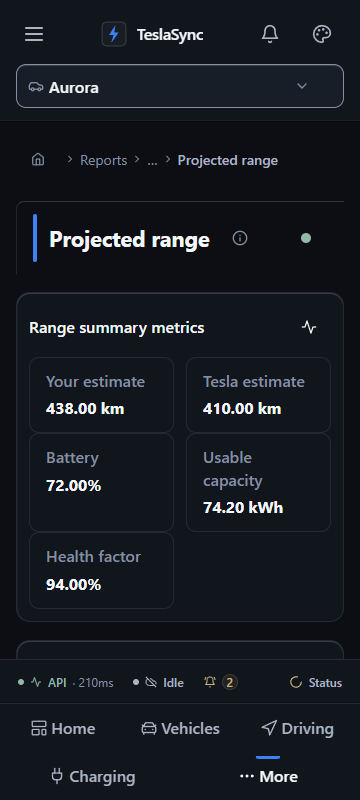 TeslaSync
Aurora
Reports ... Projected range
Projected range
Range summary metrics
Your estimate
438.00 km
Tesla estimate
410.00 km
Battery
72.00%
Usable
capacity
74.20 kWh
Health factor
94.00%
API · 210ms Idle 2 Status
Home Vehicles Driving
Charging More